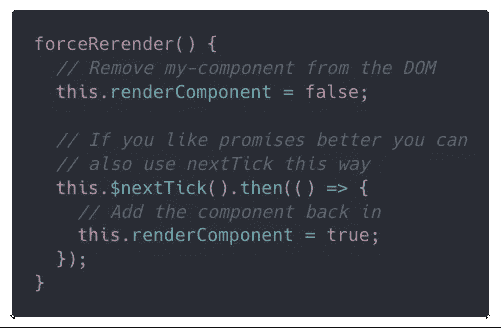 forceRerender() {
// Remove my-component from the DOM
this.renderComponent = false;
// If you like promises better you can
// also use nextTick this way
this.$nextTick().then(() => {
// Add the component back in
this.renderComponent = true;
});
}